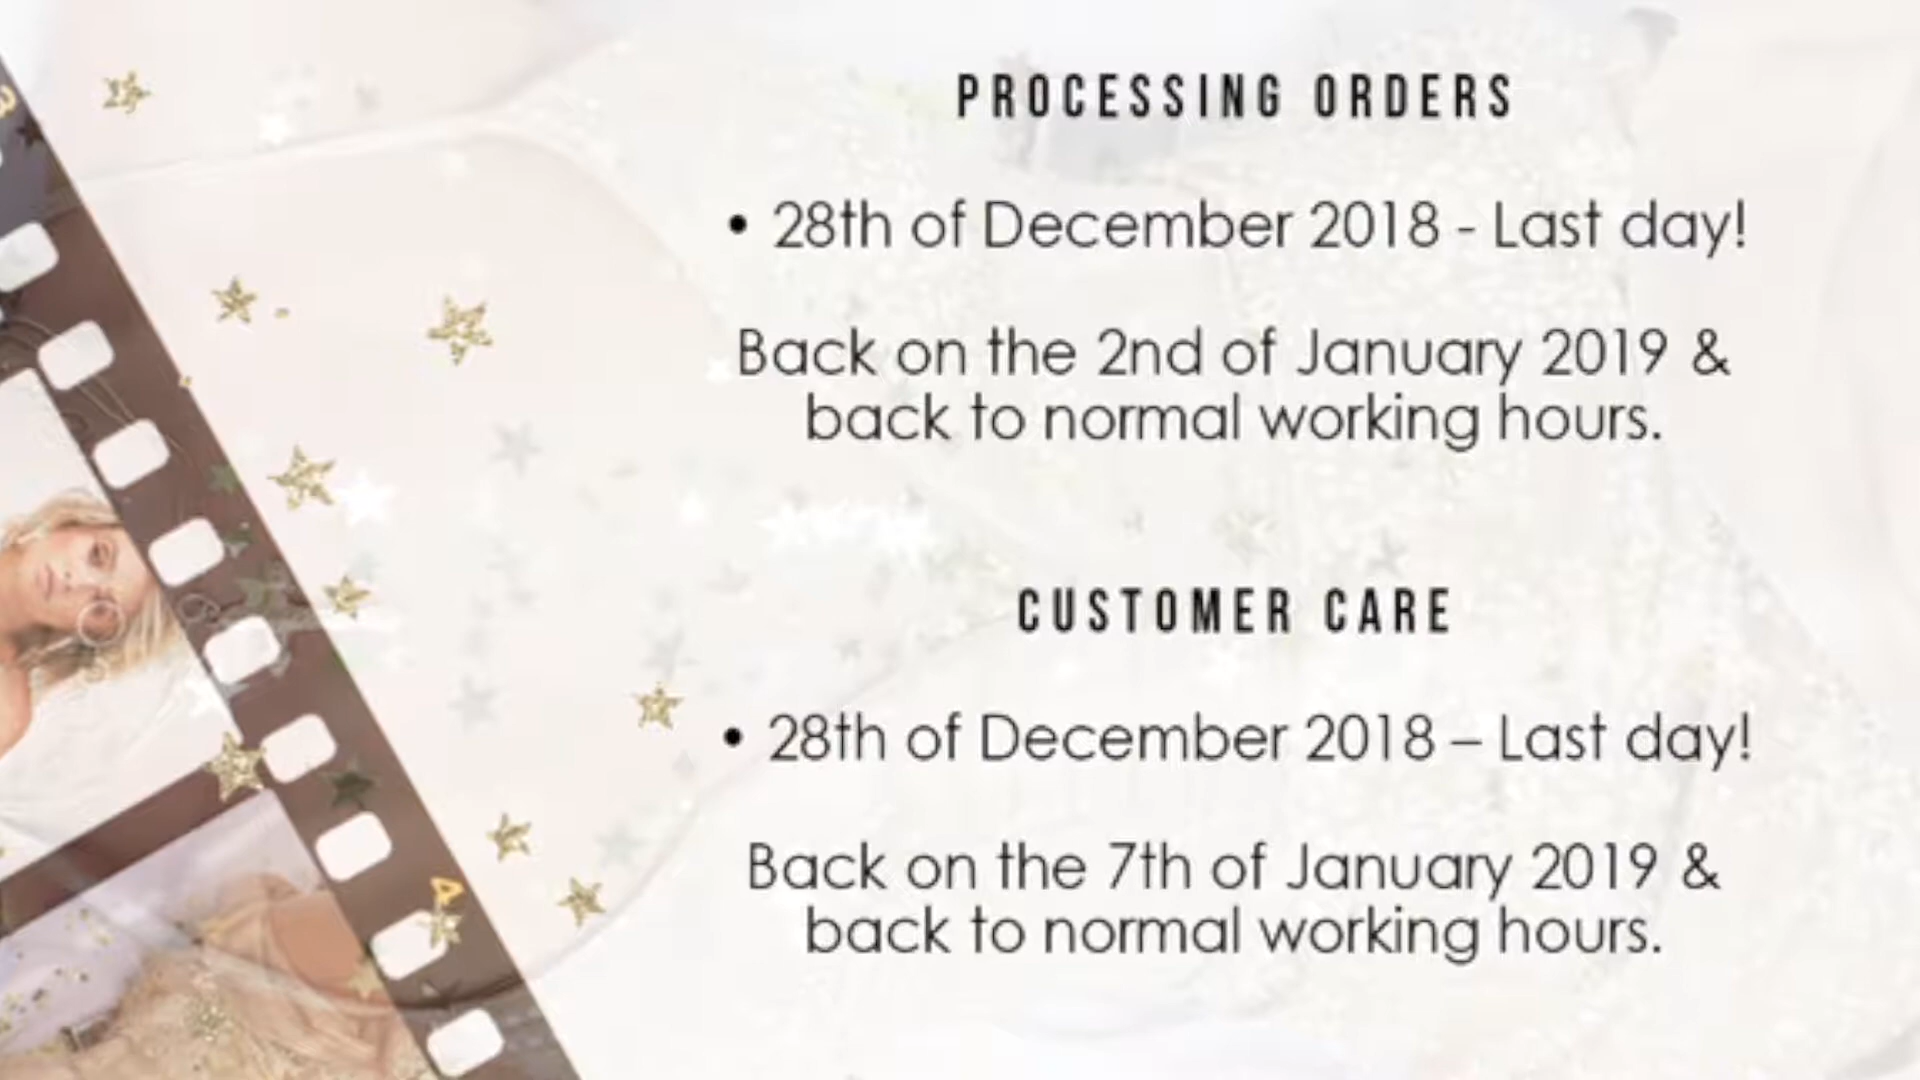 PROCESSING ORDERS
• 28th of December 2018 - Last day!
Back on the 2nd of January 2019 &
back to normal working hours.
CUSTOMER CARE
• 28th of December 2018 – Last day!
Back on the 7th of January 2019 &
back to normal working hours.
3
4